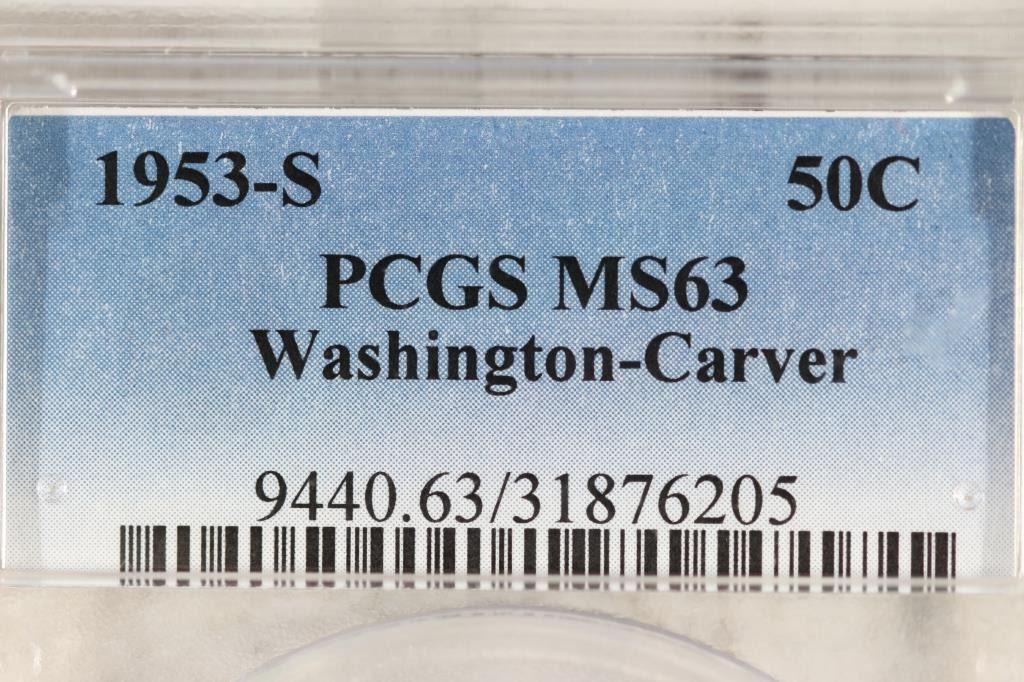 1953-S 50C
PCGS MS63
Washington-Carver
9440.63/31876205